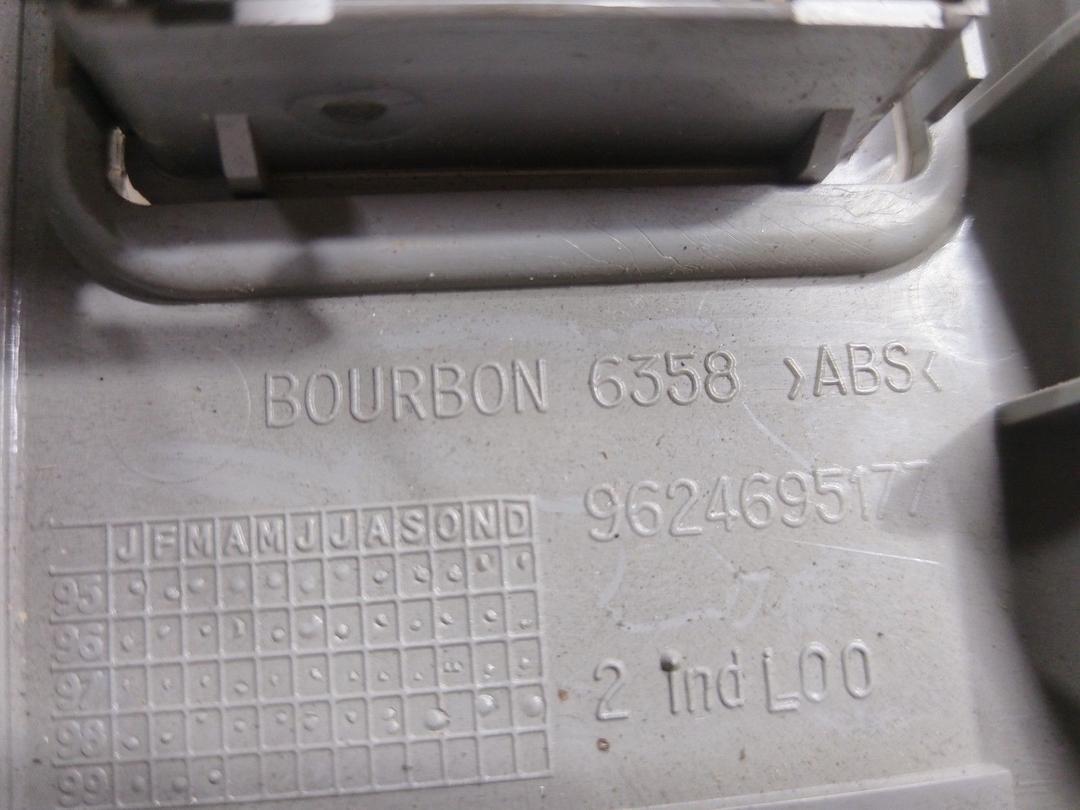 BOURBON 6358 >ABS<
9624695177
J F M A M J J A S O N D
95
96
97
98
99
2 ind L00